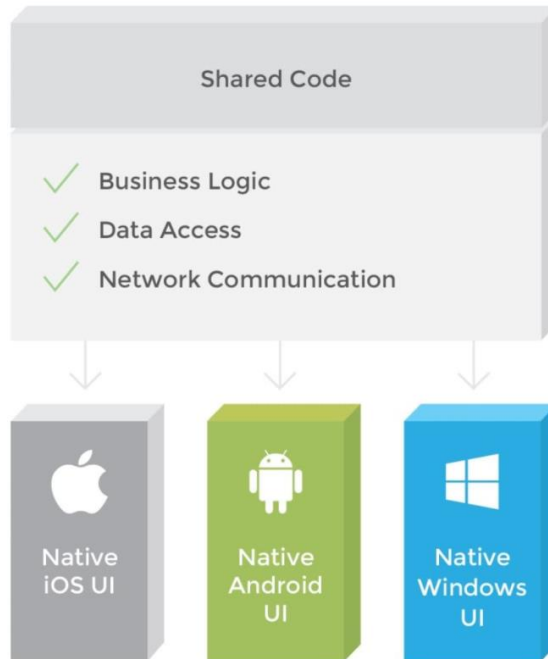 Shared Code
Business Logic
Data Access
Network Communication
Native
iOS UI
Native
Android
UI
Native
Windows
UI